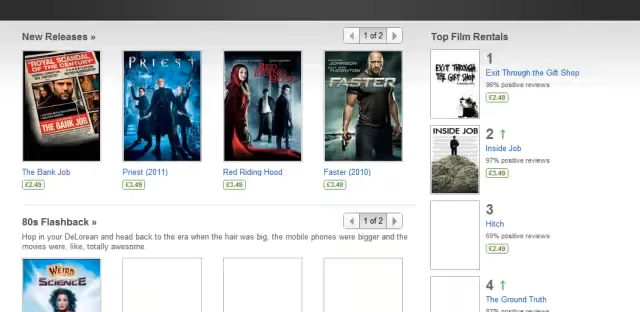 New Releases »
1 of 2
ROYAL SCANDAL
OF THE CENTURY
THE BANK JOB
PRIEST
RED RIDING HOOD
JOHNSON
THORNTON
FASTER
The Bank Job
Priest (2011)
Red Riding Hood
Faster (2010)
£2.49
£3.49
£3.49
£3.49
80s Flashback »
1 of 2
Hop in your DeLorean and head back to the era when the hair was big, the mobile phones were bigger and the
movies were, like, totally awesome.
WEIRD
SCIENCE
Top Film Rentals
EXIT THROUGH
THE GIFT SHOP
1
Exit Through the Gift Shop
96% positive reviews
£2.49
INSIDE JOB
2 ↑
Inside Job
97% positive reviews
£3.49
3
Hitch
69% positive reviews
£2.49
4 ↑
The Ground Truth